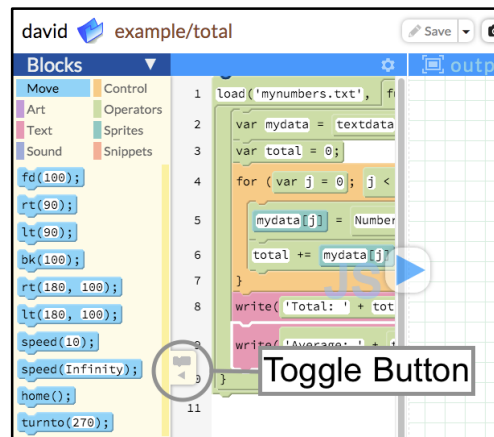 david example/total Save
Blocks ▼ outp
Move Control
Art Operators
Text Sprites
Sound Snippets
fd(100);
rt(90);
lt(90);
bk(100);
rt(180, 100);
lt(180, 100);
speed(10);
speed(Infinity);
home();
turnto(270);
1 load('mynumbers.txt',
2 var mydata = textdata
3 var total = 0;
4 for (var j = 0; j <
5 mydata[j] = Number
6 total += mydata[j]
7 }
8 write('Total: ' + tot
9 write('Average: ' +
}
11
JS
Toggle Button